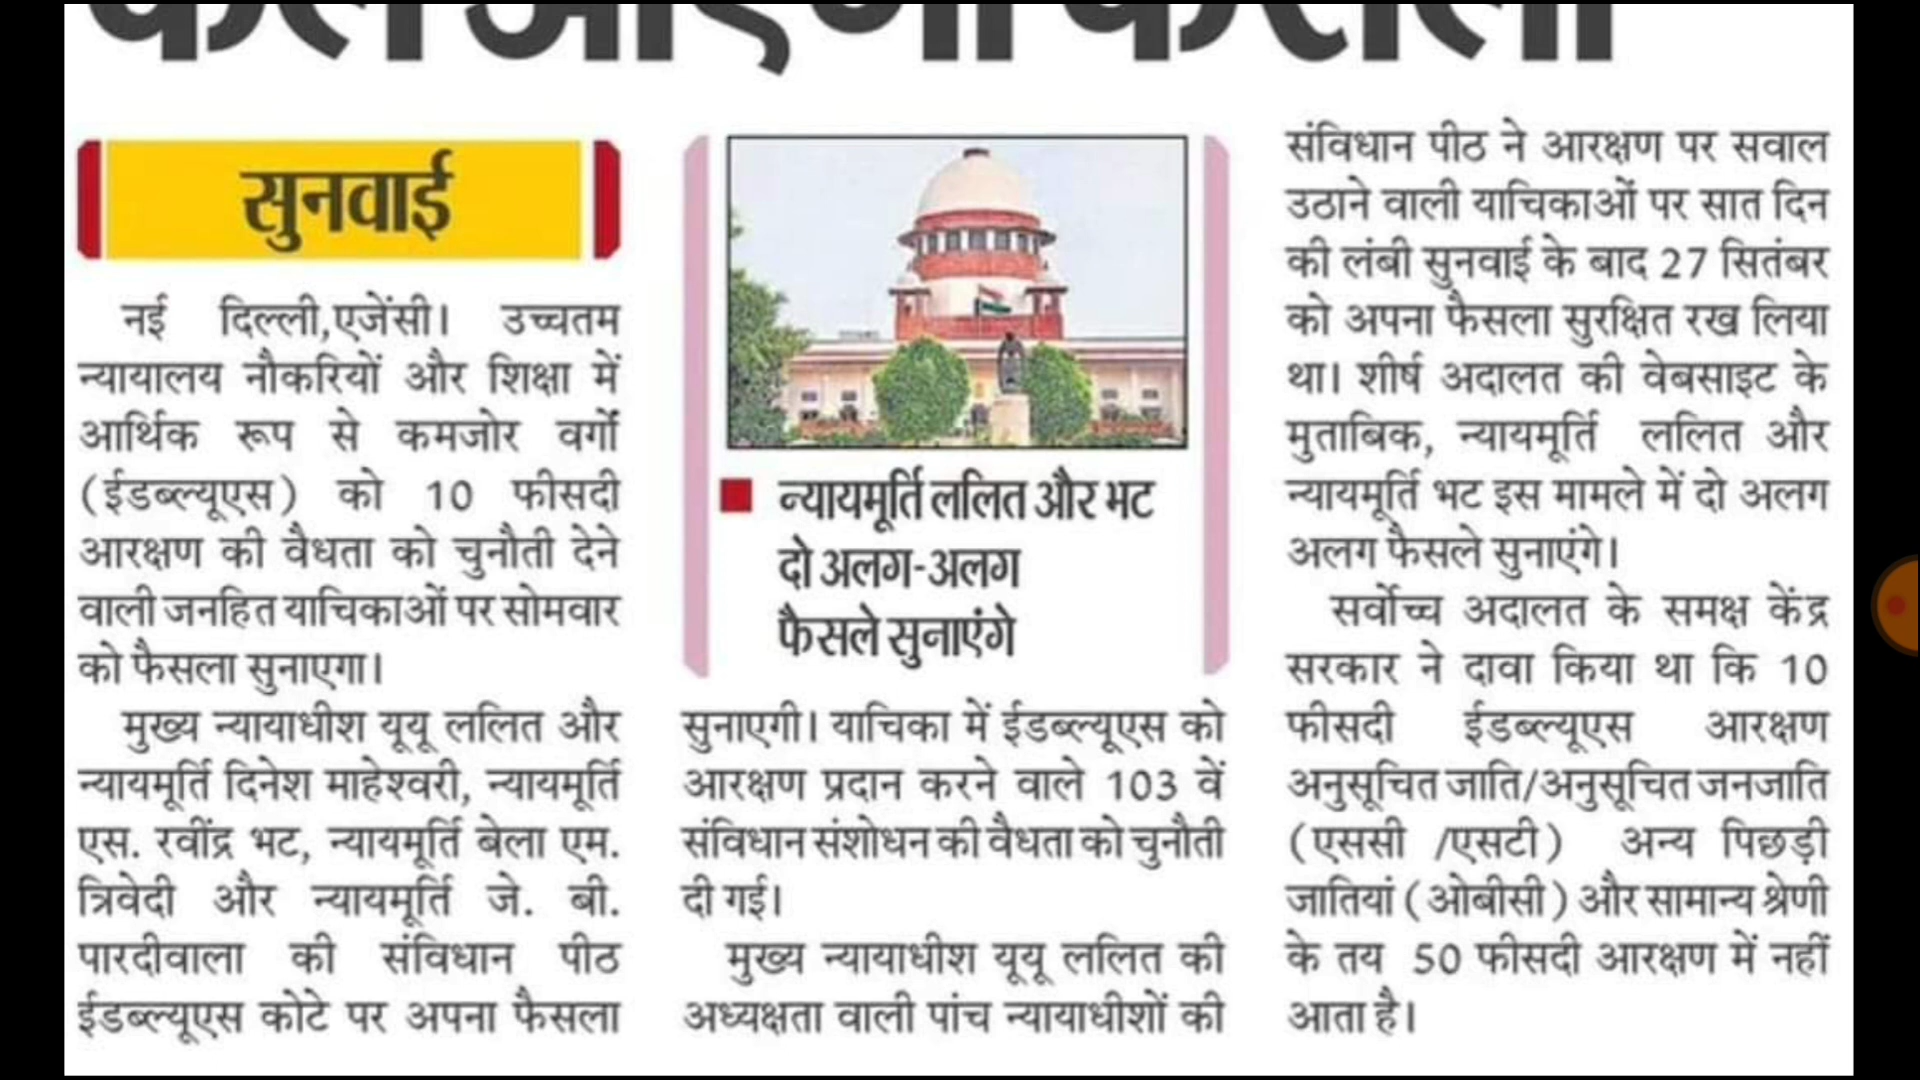 सुनवाई
नई दिल्ली,एजेंसी। उच्चतम
न्यायालय नौकरियों और शिक्षा में
आर्थिक रूप से कमजोर वर्गों
(ईडब्ल्यूएस) को 10 फीसदी
आरक्षण की वैधता को चुनौती देने
वाली जनहित याचिकाओं पर सोमवार
को फैसला सुनाएगा।
मुख्य न्यायाधीश यूयू ललित और
न्यायमूर्ति दिनेश माहेश्वरी, न्यायमूर्ति
एस. रवींद्र भट, न्यायमूर्ति बेला एम.
त्रिवेदी और न्यायमूर्ति जे. बी.
पारदीवाला की संविधान पीठ
ईडब्ल्यूएस कोटे पर अपना फैसला
न्यायमूर्ति ललित और भट
दो अलग-अलग
फैसले सुनाएंगे
सुनाएगी। याचिका में ईडब्ल्यूएस को
आरक्षण प्रदान करने वाले 103 वें
संविधान संशोधन की वैधता को चुनौती
दी गई।
मुख्य न्यायाधीश यूयू ललित की
अध्यक्षता वाली पांच न्यायाधीशों की
संविधान पीठ ने आरक्षण पर सवाल
उठाने वाली याचिकाओं पर सात दिन
की लंबी सुनवाई के बाद 27 सितंबर
को अपना फैसला सुरक्षित रख लिया
था। शीर्ष अदालत की वेबसाइट के
मुताबिक, न्यायमूर्ति ललित और
न्यायमूर्ति भट इस मामले में दो अलग
अलग फैसले सुनाएंगे।
सर्वोच्च अदालत के समक्ष केंद्र
सरकार ने दावा किया था कि 10
फीसदी ईडब्ल्यूएस आरक्षण
अनुसूचित जाति/अनुसूचित जनजाति
(एससी /एसटी) अन्य पिछड़ी
जातियां (ओबीसी) और सामान्य श्रेणी
के तय 50 फीसदी आरक्षण में नहीं
आता है।